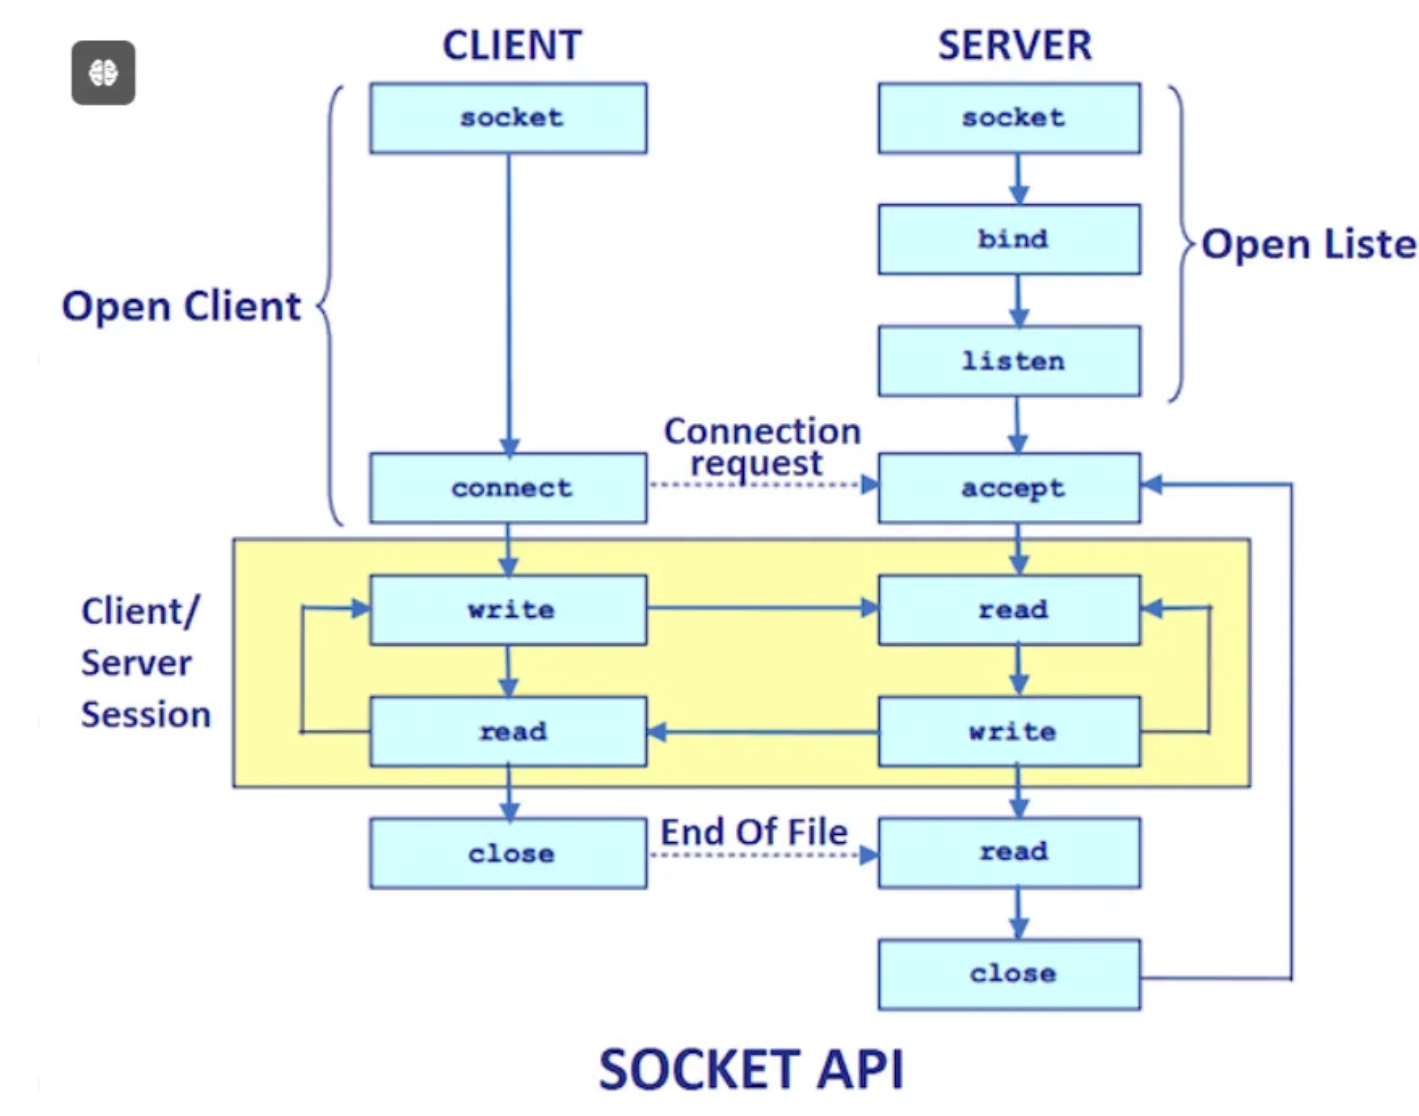 CLIENT
SERVER
socket
socket
bind
Open Liste
Open Client
listen
Connection
request
connect
accept
Client/
Server
Session
write
read
read
write
close
End Of File
read
close
SOCKET API